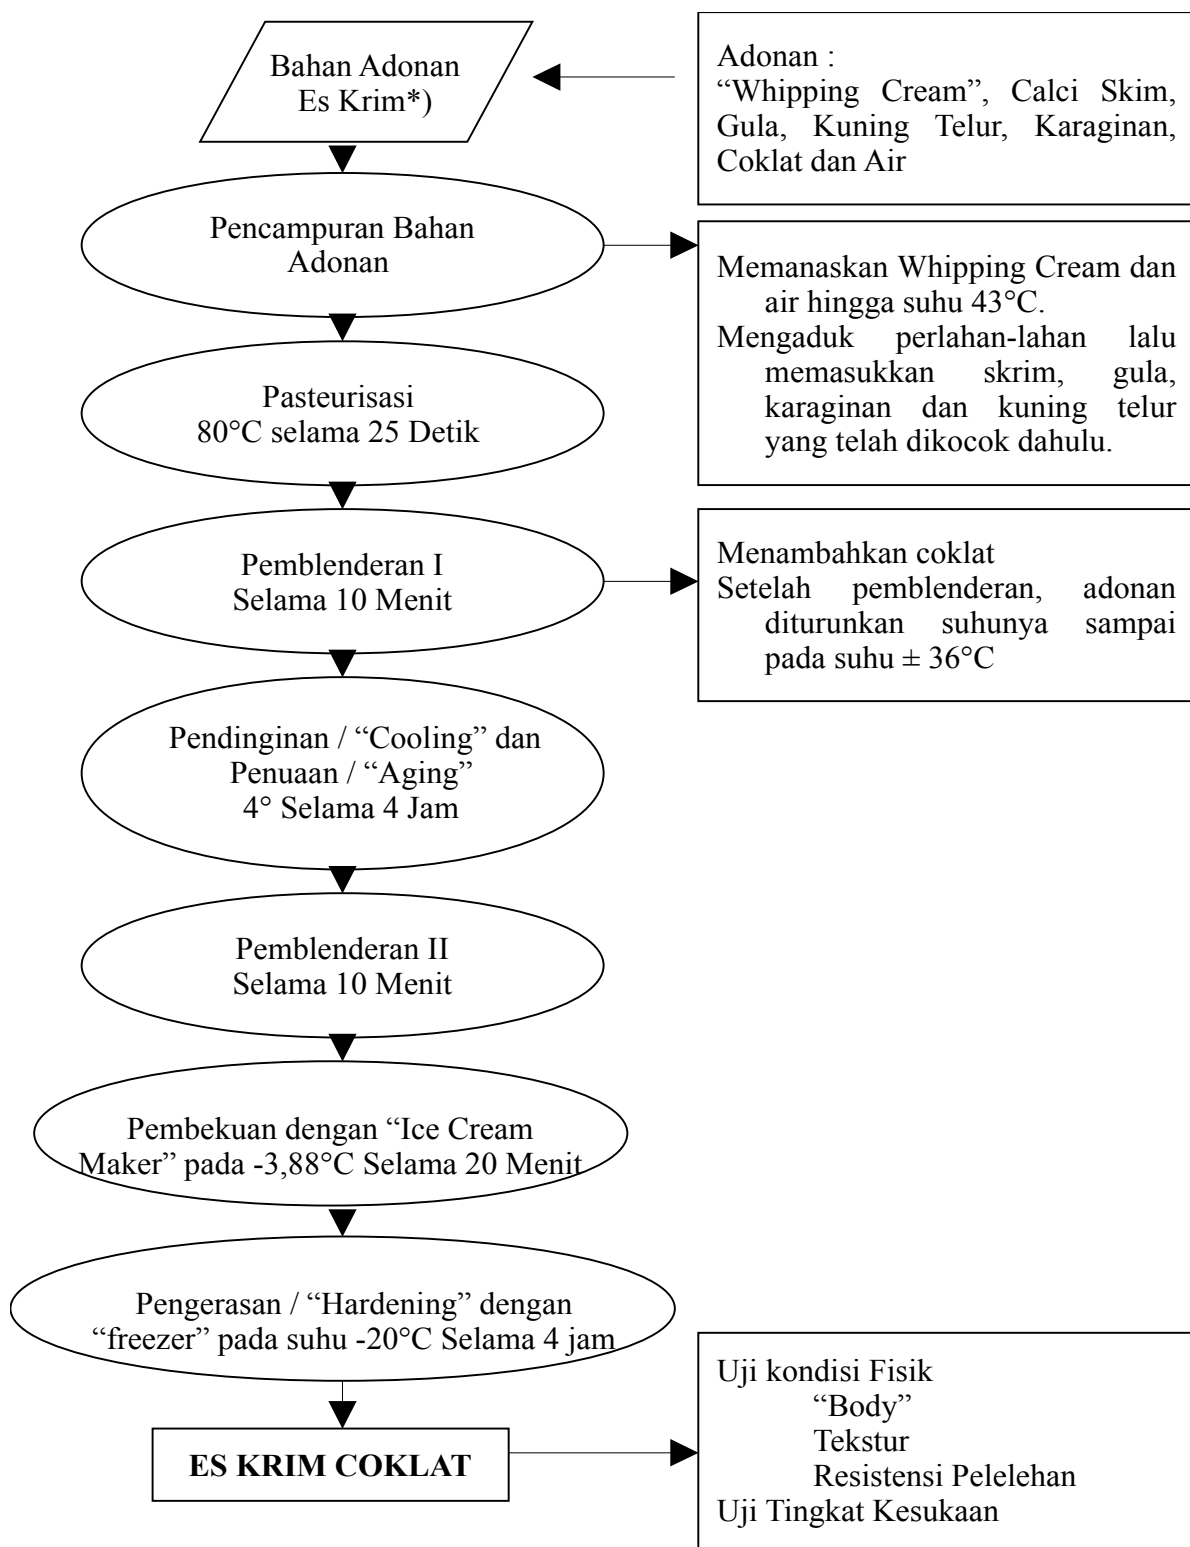 Bahan Adonan
Es Krim*)
Adonan :
“Whipping Cream”, Calci Skim,
Gula, Kuning Telur, Karaginan,
Coklat dan Air
Pencampuran Bahan
Adonan
Memanaskan Whipping Cream dan
air hingga suhu 43°C.
Mengaduk perlahan-lahan lalu
memasukkan skrim, gula,
karaginan dan kuning telur
yang telah dikocok dahulu.
Pasteurisasi
80°C selama 25 Detik
Pemblenderan I
Selama 10 Menit
Menambahkan coklat
Setelah pemblenderan, adonan
diturunkan suhunya sampai
pada suhu ± 36°C
Pendinginan / “Cooling” dan
Penuaan / “Aging”
4° Selama 4 Jam
Pemblenderan II
Selama 10 Menit
Pembekuan dengan “Ice Cream
Maker” pada -3,88°C Selama 20 Menit
Pengerasan / “Hardening” dengan
“freezer” pada suhu -20°C Selama 4 jam
ES KRIM COKLAT
Uji kondisi Fisik
“Body”
Tekstur
Resistensi Pelelehan
Uji Tingkat Kesukaan